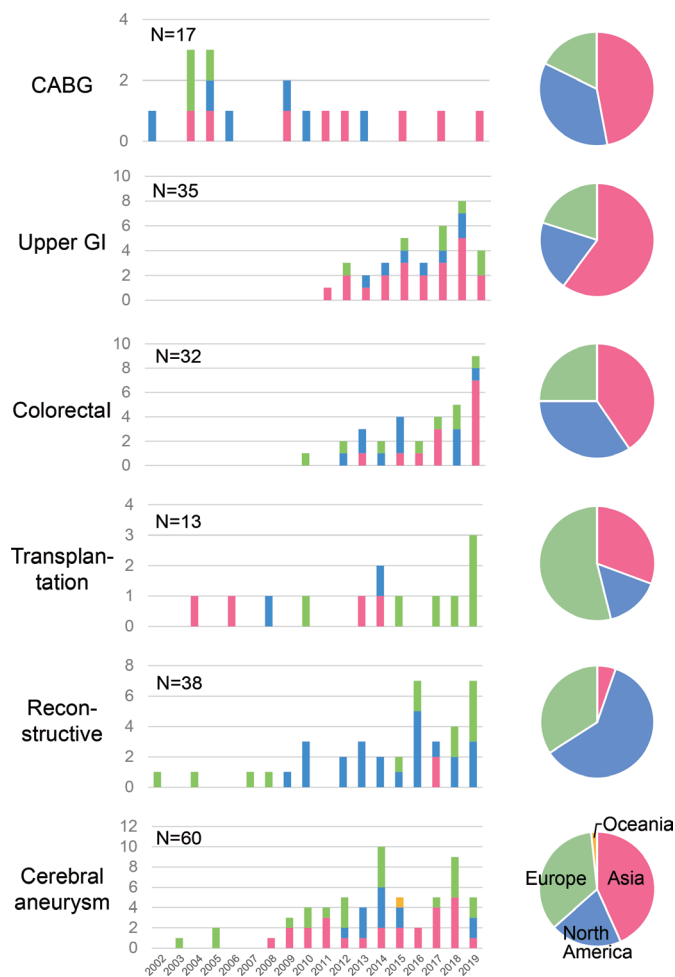 4
N=17
CABG
2
0
10
N=35
8
6
Upper GI
4
2
0
10
N=32
8
6
Colorectal
4
2
0
4
N=13
3
Transplan-
tation
2
1
0
8
N=38
6
Recon-
structive
4
2
0
12
N=60
10
8
Cerebral
aneurysm
6
4
2
0
2002 2003 2004 2005 2006 2007 2008 2009 2010 2011 2012 2013 2014 2015 2016 2017 2018 2019
Oceania
Europe Asia
North
America